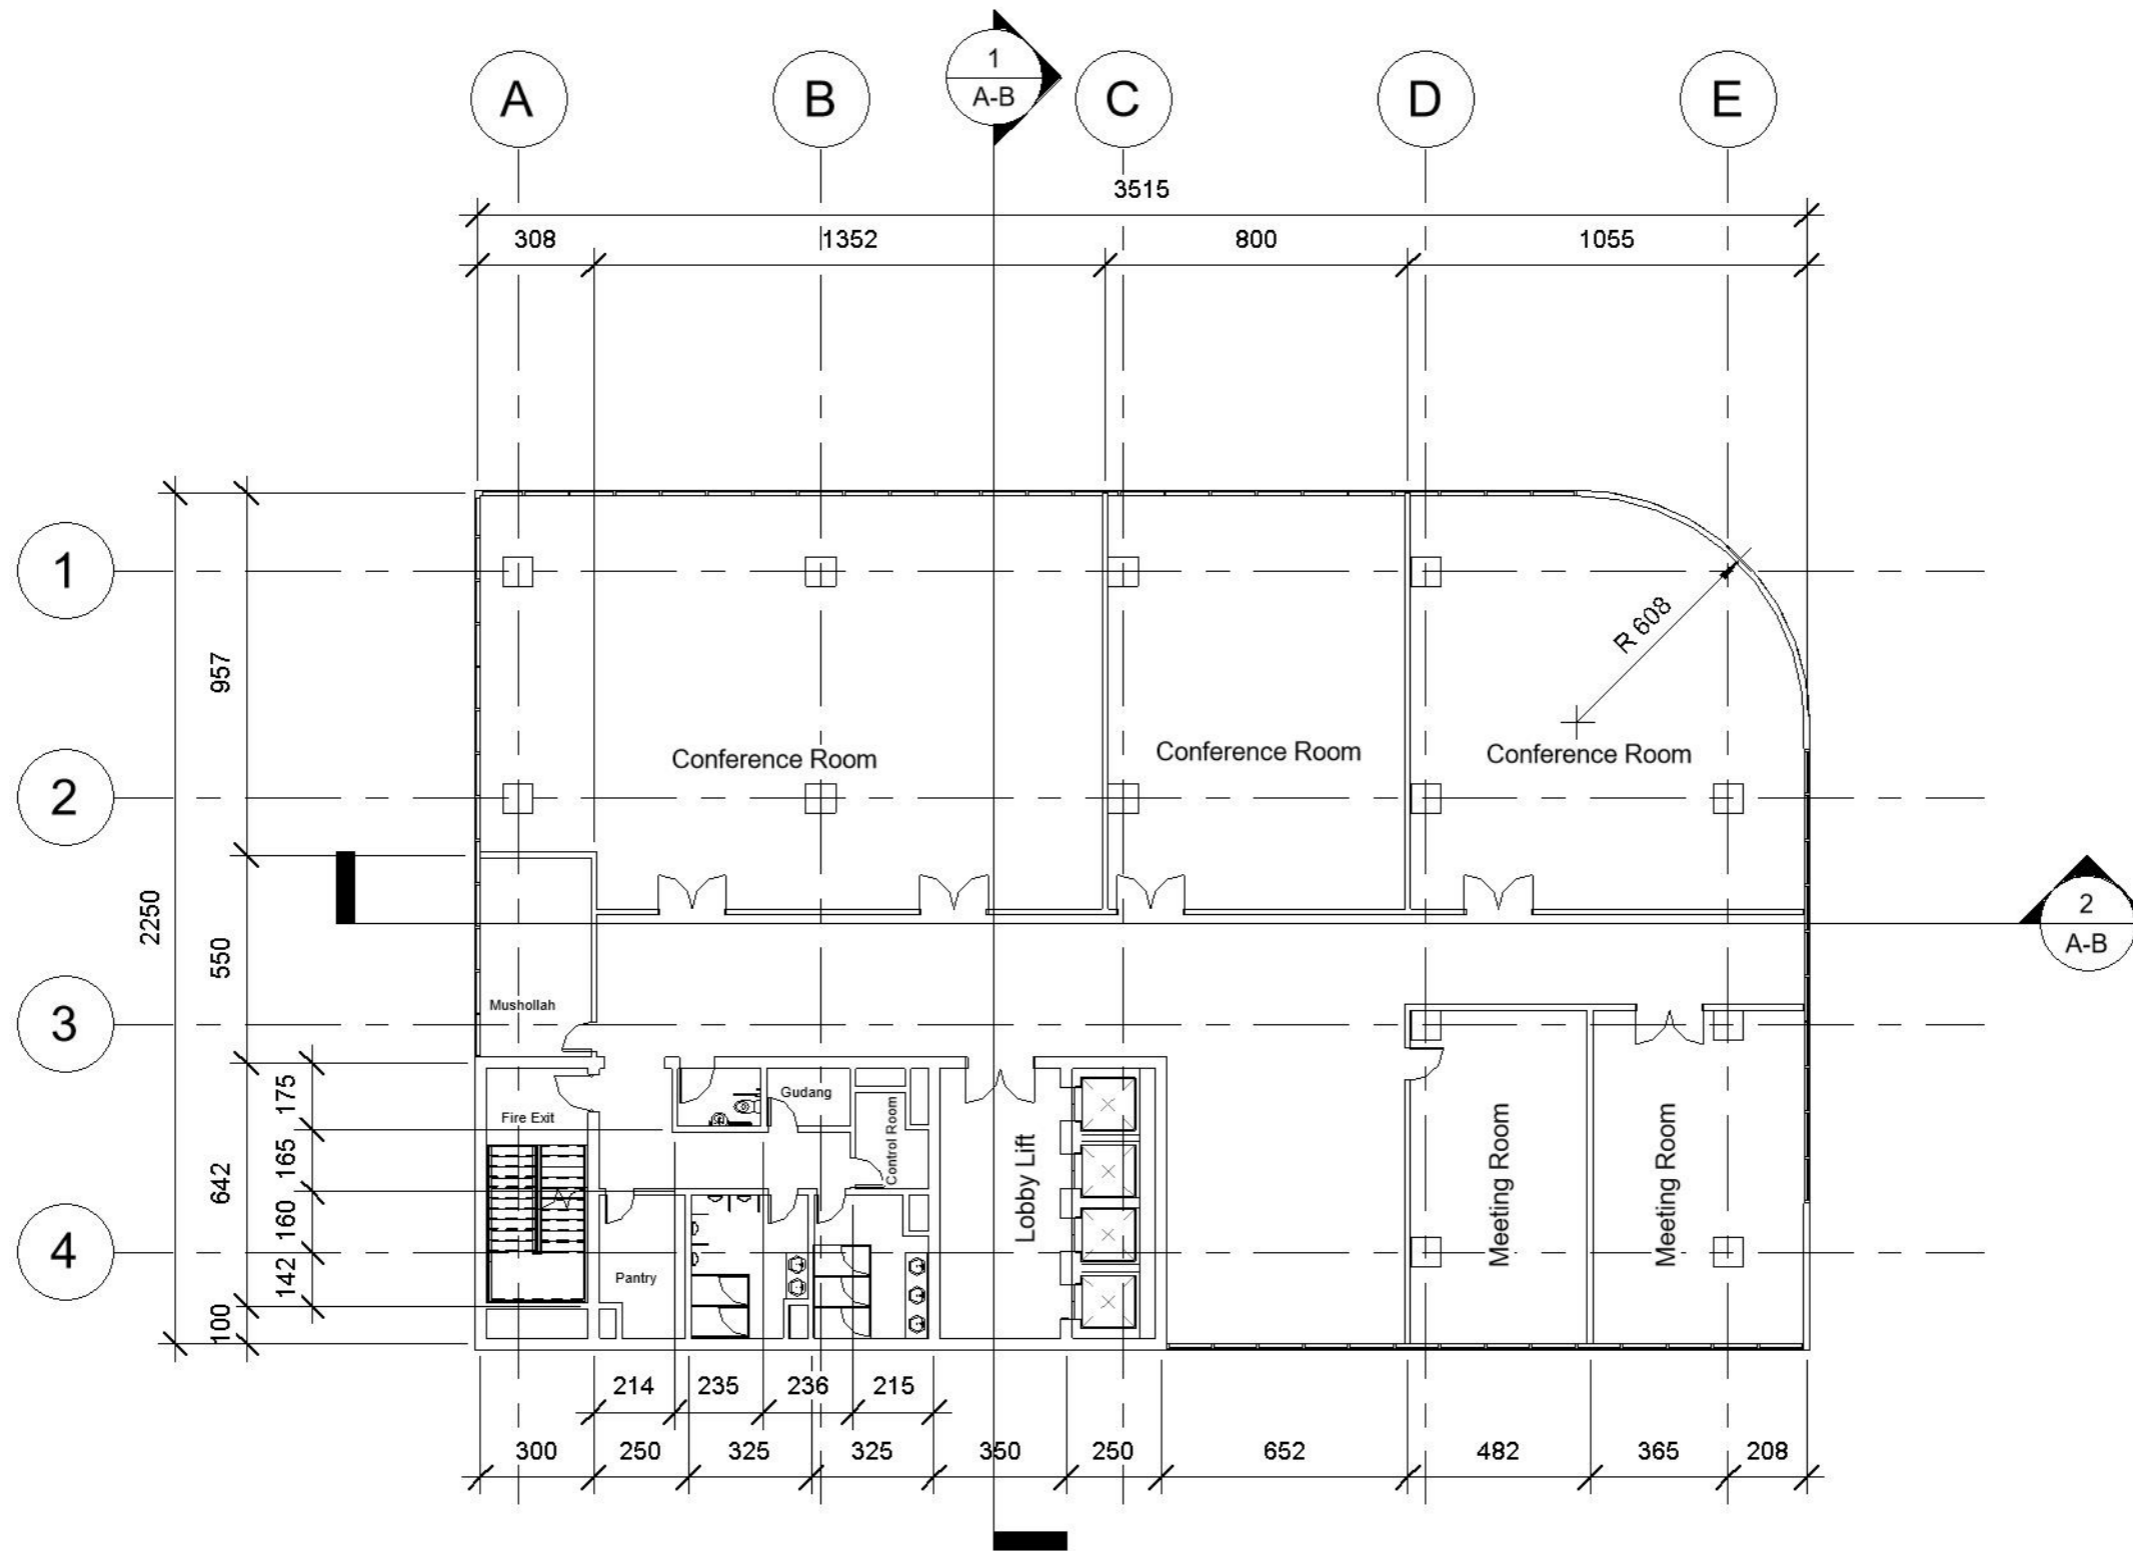 1
A-B
A
B
C
D
E
3515
308
1352
800
1055
1
957
R 608
Conference Room
Conference Room
Conference Room
2
2250
2
A-B
550
Mushollah
3
175
Gudang
Fire Exit
Control Room
165
642
Lobby Lift
Meeting Room
Meeting Room
160
4
142
Pantry
100
214
235
236
215
300
250
325
325
350
250
652
482
365
208